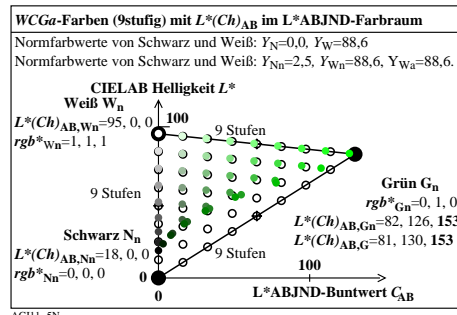 WCGa-Farben (9stufig) mit L*(Ch)AB im L*ABJND-Farbraum
Normfarbwerte von Schwarz und Weiß: YN=0,0, YW=88,6
Normfarbwerte von Schwarz und Weiß: YNn=2,5, YWn=88,6, YWa=88,6.
CIELAB Helligkeit L*
Weiß Wn
100
L*(Ch)AB,Wn=95, 0, 0
rgb*Wn=1, 1, 1
9 Stufen
9 Stufen
Grün Gn
rgb*Gn=0, 1, 0
L*(Ch)AB,Gn=82, 126, 153
L*(Ch)AB,G=81, 130, 153
Schwarz Nn
L*(Ch)AB,Nn=18, 0, 0
rgb*Nn=0, 0, 0
9 Stufen
0
100
0
L*ABJND-Buntwert CAB